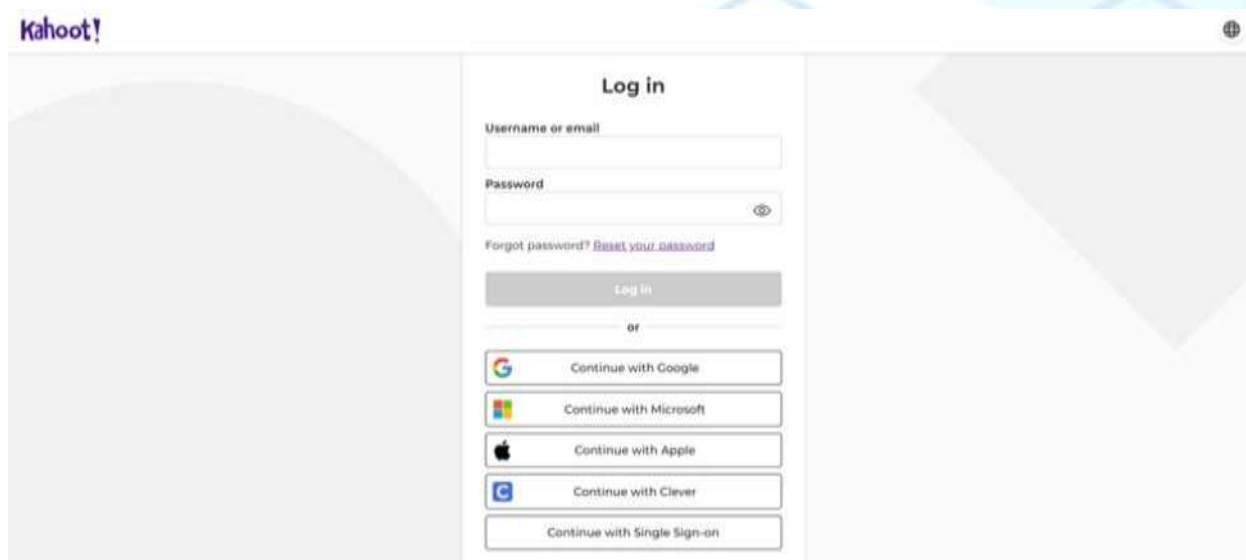 Kahoot!
Log in
Username or email
Password
Forgot password? Reset your password
Log in
or
Continue with Google
Continue with Microsoft
Continue with Apple
Continue with Clever
Continue with Single Sign-on